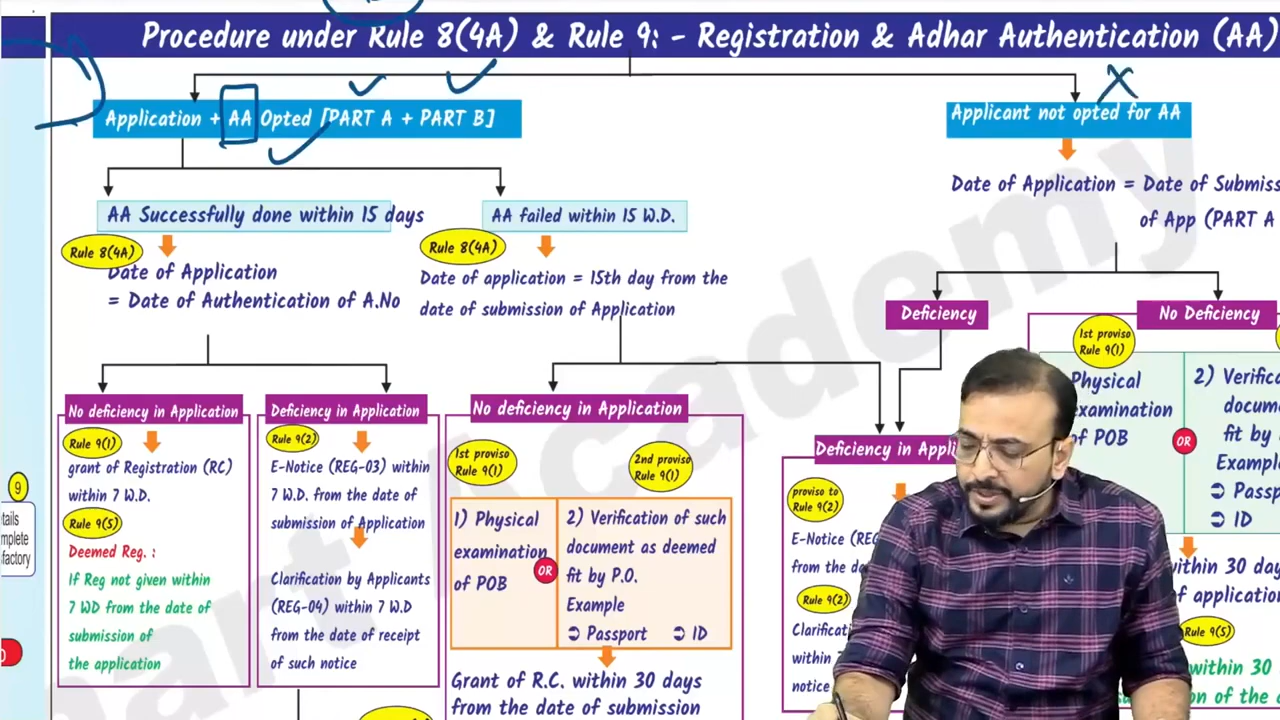 Procedure under Rule 8(4A) & Rule 9: - Registration & Adhar Authentication (AA)
Application + AA Opted [PART A + PART B]
Applicant not opted for AA
Date of Application = Date of
of App (PART A
AA Successfully done within 15 days
AA failed within 15 W.D.
Rule 8(4A)
Date of Application
= Date of Authentication of A.No
Rule 8(4A)
Date of application = 15th day from the
date of submission of Application
Deficiency
No Deficiency
1st proviso
Rule 9(1)
Physical
examination
of POB
OR
2)
fit by
Example
➲
➲ ID
within 30
of application
Rule 9(5)
within 30
of the
No deficiency in Application
Rule 9(1)
grant of Registration (RC)
within 7 W.D.
Rule 9(5)
Deemed Reg. :
If Reg not given within
7 WD from the date of
submission of
the application
Deficiency in Application
Rule 9(2)
E-Notice (REG-03) within
7 W.D. from the date of
submission of Application
Clarification by Applicants
(REG-04) within 7 W.D
from the date of receipt
of such notice
No deficiency in Application
1st proviso
Rule 9(1)
2nd proviso
Rule 9(1)
1) Physical
examination
of POB
OR
2) Verification of such
document as deemed
fit by P.O.
Example
➲ Passport ➲ ID
Grant of R.C. within 30 days
from the date of submission
Deficiency in
proviso to
Rule 9(2)
E-Notice
from the
Rule 9(2)
within
notice
9
Academy